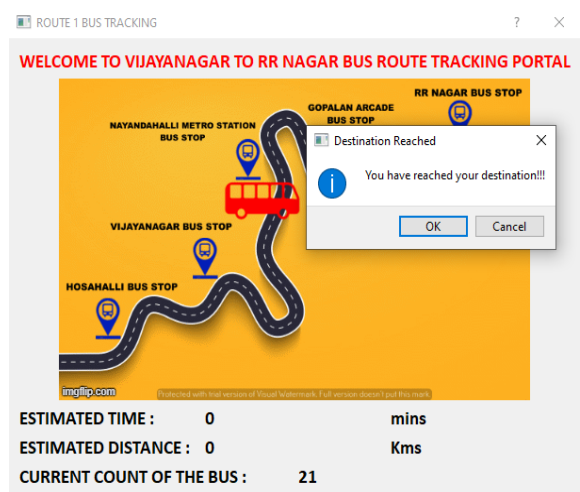 ROUTE 1 BUS TRACKING
WELCOME TO VIJAYANAGAR TO RR NAGAR BUS ROUTE TRACKING PORTAL
RR NAGAR BUS STOP
GOPALAN ARCADE
BUS STOP
NAYANDAHALLI METRO STATION
BUS STOP
Destination Reached
You have reached your destination!!!
OK Cancel
VIJAYANAGAR BUS STOP
HOSAHALLI BUS STOP
imgflip.com
Protected with trial version of Visual Watermark. Full version doesn't put this mark.
ESTIMATED TIME : 0 mins
ESTIMATED DISTANCE : 0 Kms
CURRENT COUNT OF THE BUS : 21